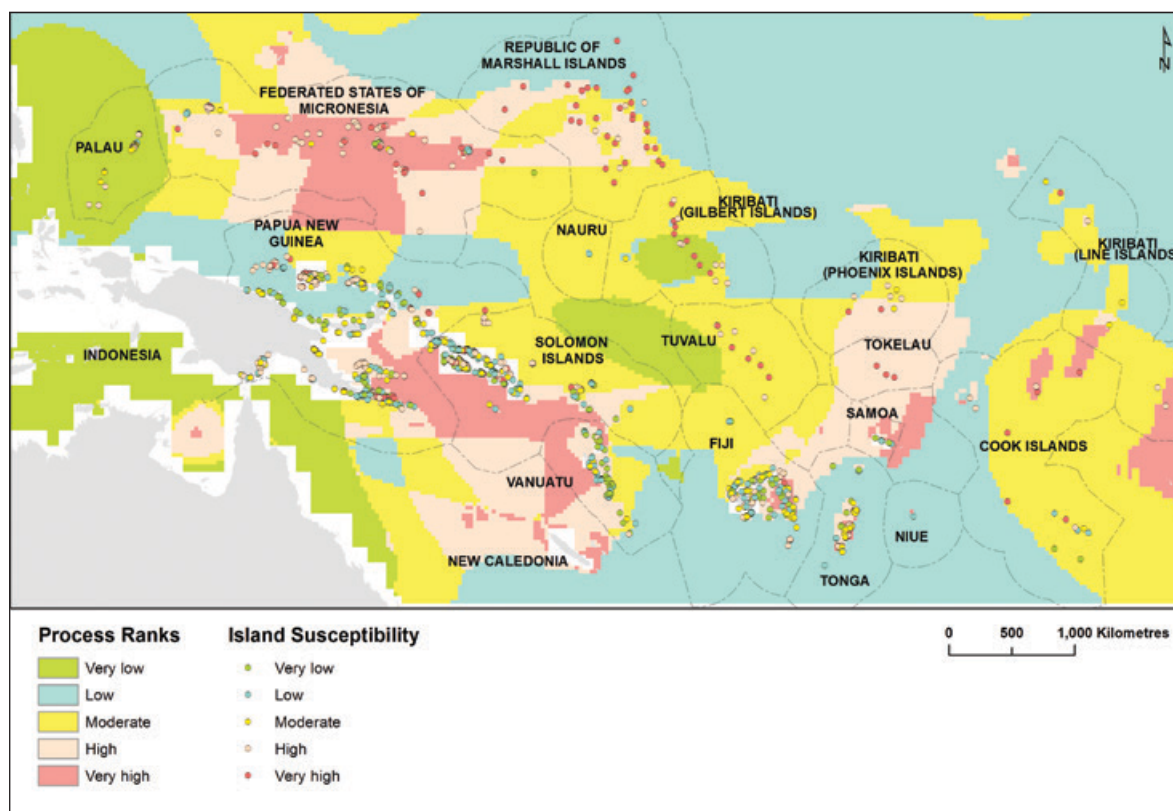 REPUBLIC OF
MARSHALL ISLANDS
N
FEDERATED STATES OF
MICRONESIA
PALAU
KIRIBATI
(GILBERT ISLANDS)
PAPUA NEW
GUINEA
NAURU
KIRIBATI
(LINE ISLANDS)
KIRIBATI
(PHOENIX ISLANDS)
SOLOMON
ISLANDS
TUVALU
TOKELAU
INDONESIA
SAMOA
FIJI
COOK ISLANDS
VANUATU
NIUE
NEW CALEDONIA
TONGA
Process Ranks
Very low
Low
Moderate
High
Very high
Island Susceptibility
Very low
Low
Moderate
High
Very high
0 500 1,000 Kilometres